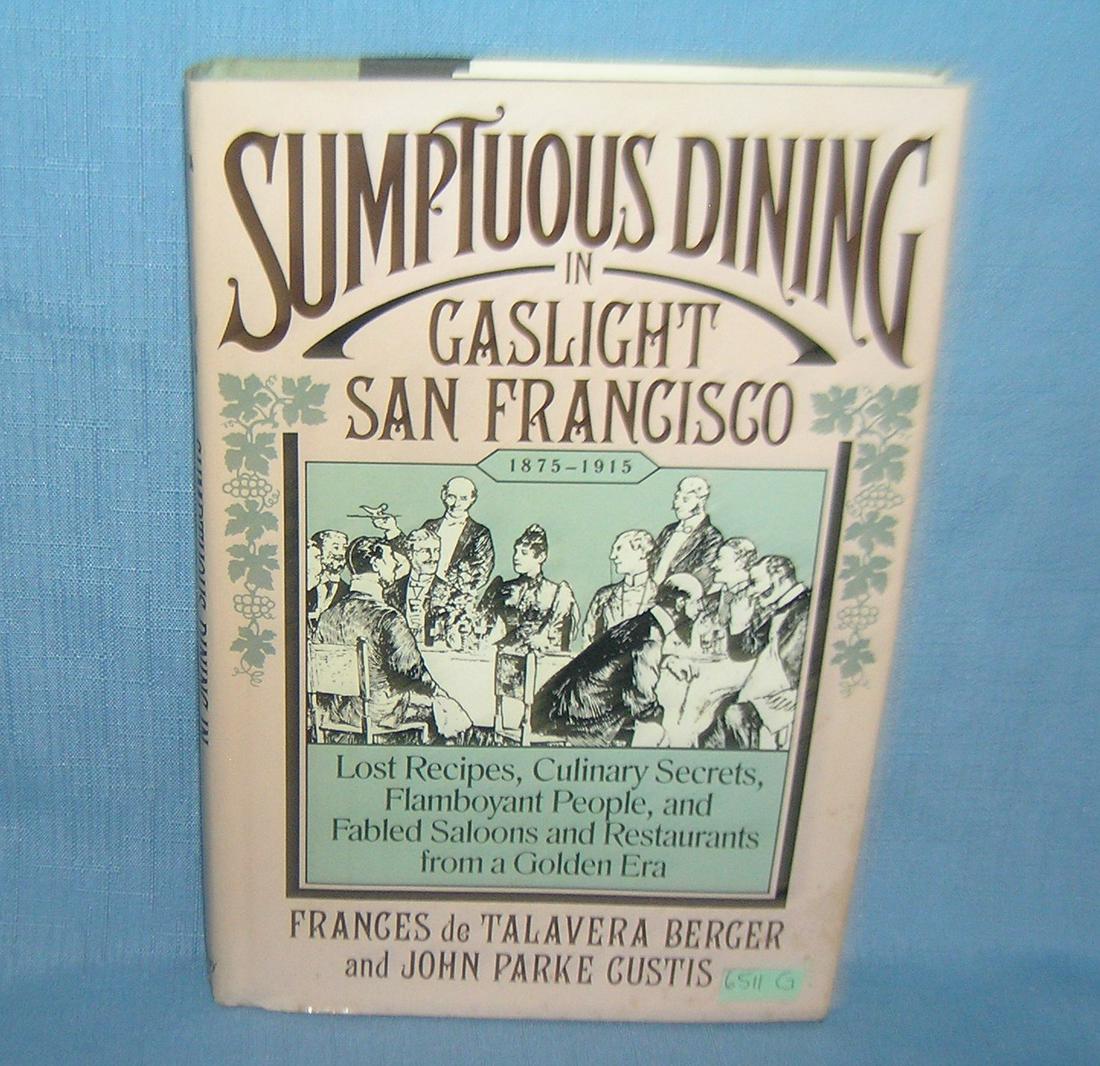 SUMPTUOUS DINING
IN
GASLIGHT
SAN FRANCISCO
1875-1915
Lost Recipes, Culinary Secrets,
Flamboyant People, and
Fabled Saloons and Restaurants
from a Golden Era
FRANCES de TALAVERA BERGER
and JOHN PARKE CUSTIS
6511 G